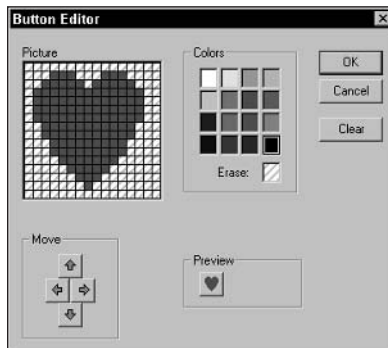 Button Editor
Picture
Colors
OK
Cancel
Clear
Erase:
Move
Preview